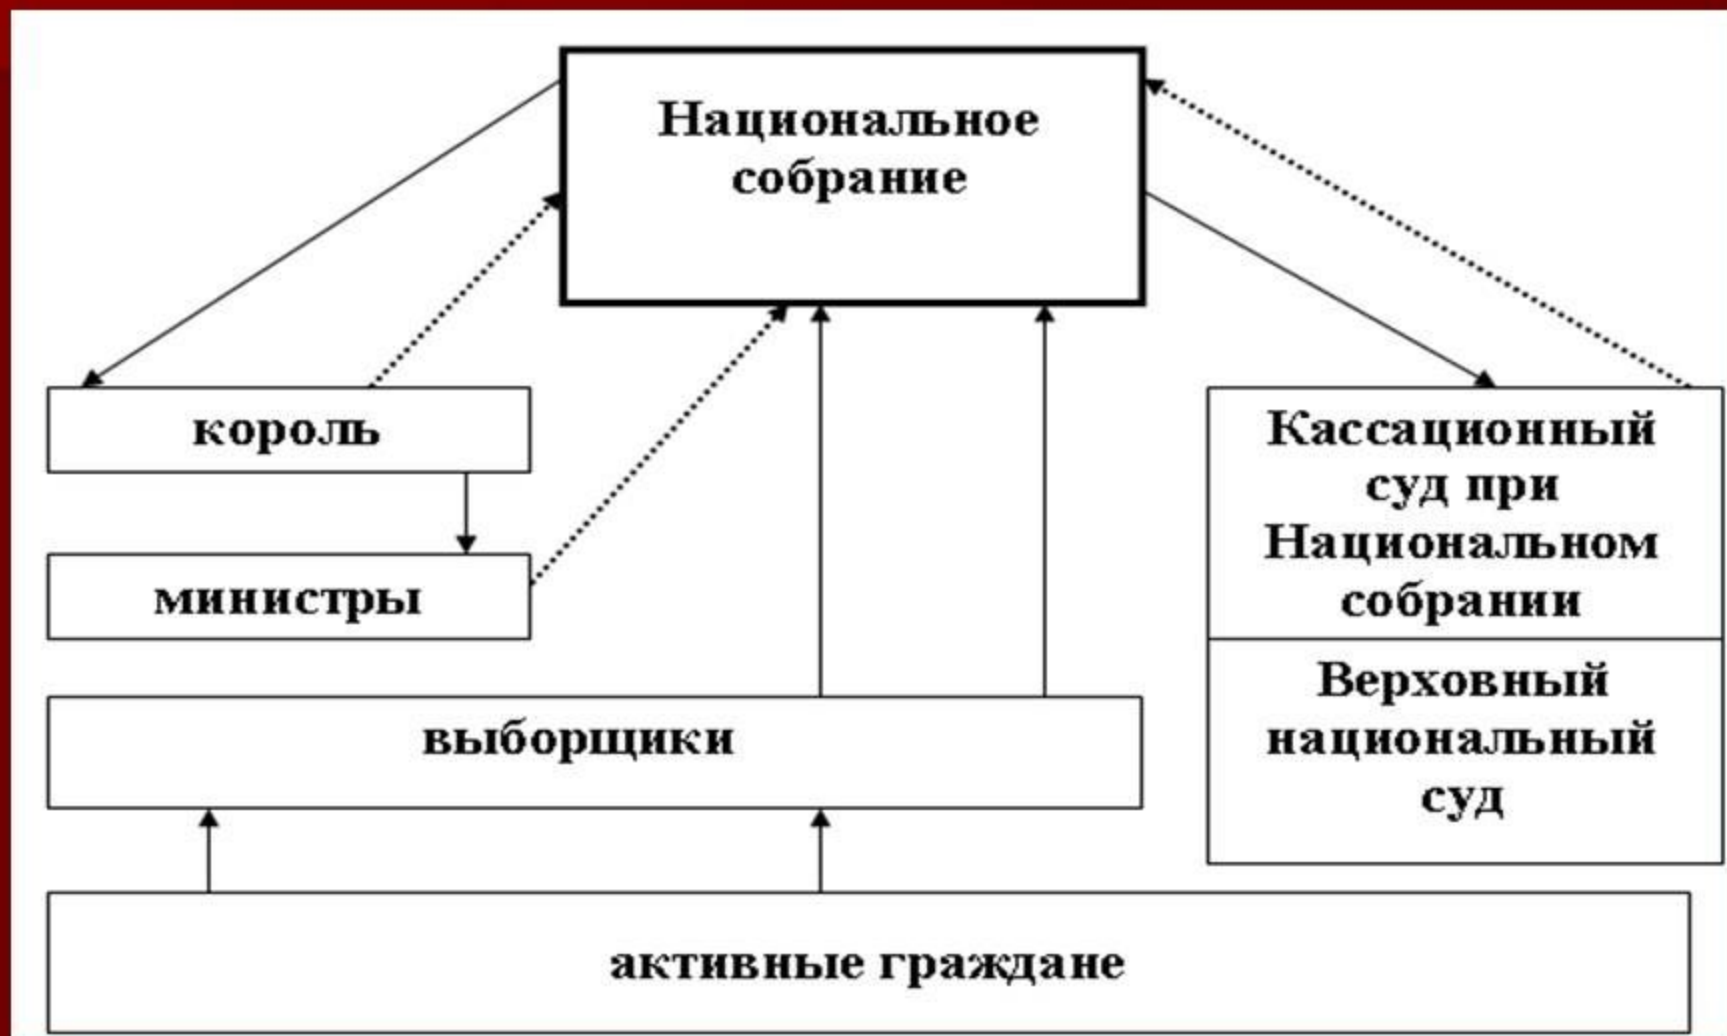 Национальное
собрание
король
министры
выборщики
активные граждане
Кассационный
суд при
Национальном
собрании
Верховный
национальный
суд